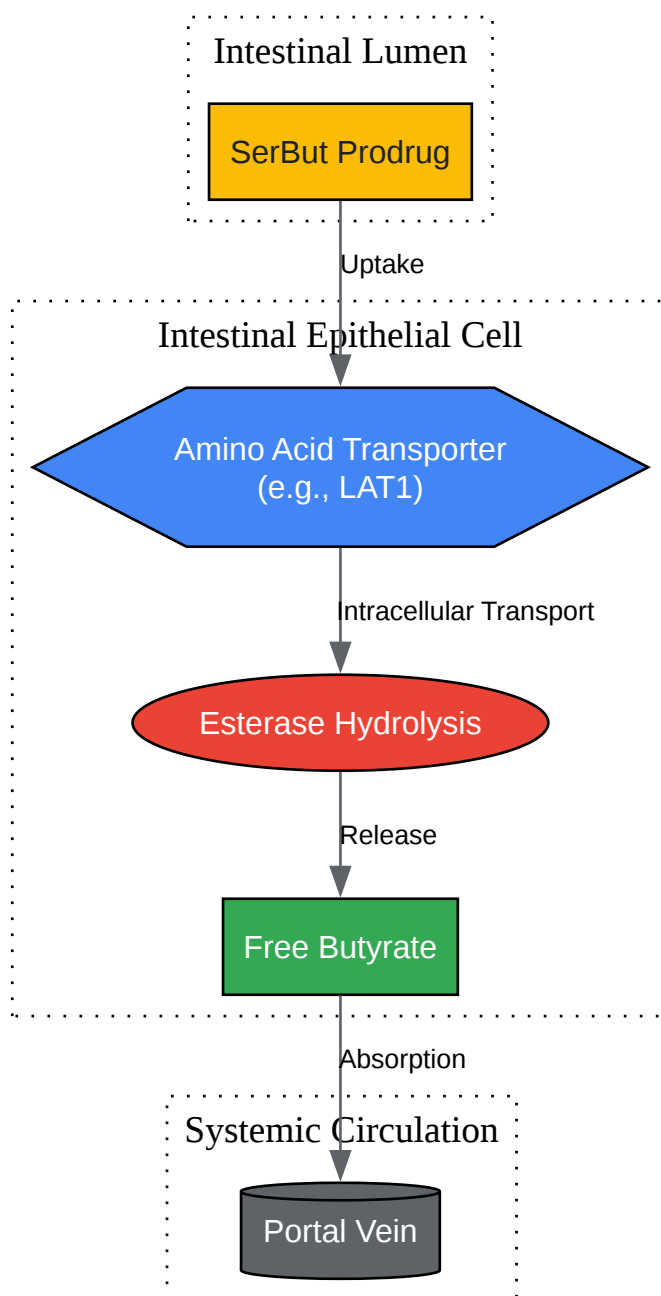 Intestinal Lumen
SerBut Prodrug
Uptake
Intestinal Epithelial Cell
Amino Acid Transporter
(e.g., LAT1)
Intracellular Transport
Esterase Hydrolysis
Release
Free Butyrate
Absorption
Systemic Circulation
Portal Vein